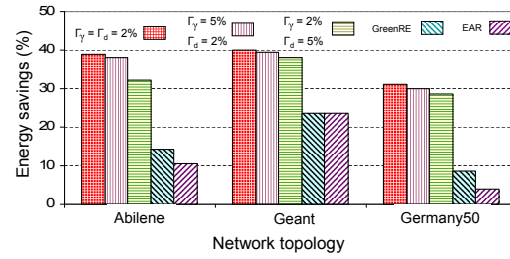 50
40
30
20
10
0
Energy savings (%)
Γγ = Γd = 2%
Γγ = 5%
Γd = 2%
Γγ = 2%
Γd = 5%
GreenRE
EAR
Abilene
Geant
Germany50
Network topology